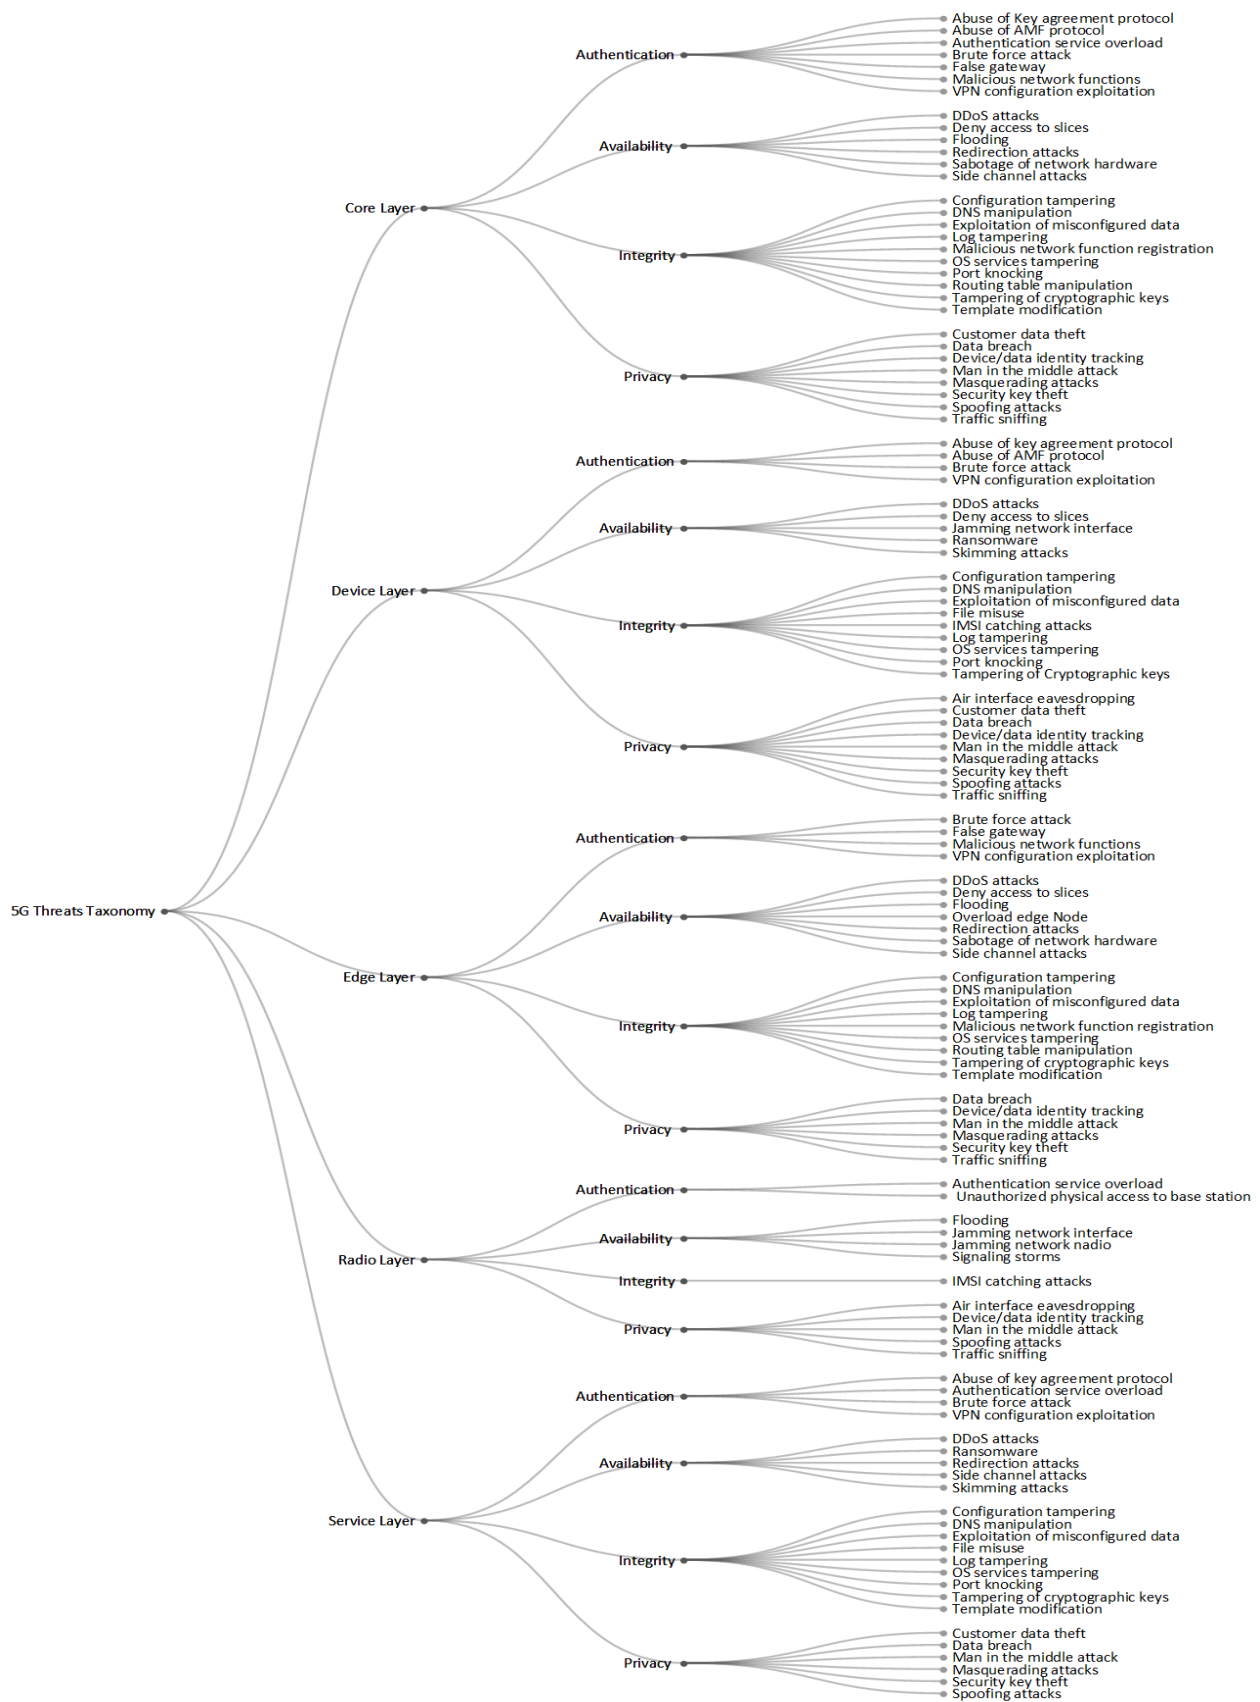 5G Threats Taxonomy
Core Layer
Authentication
Abuse of Key agreement protocol
Abuse of AMF protocol
Authentication service overload
Brute force attack
False gateway
Malicious network functions
VPN configuration exploitation
Availability
DDoS attacks
Deny access to slices
Flooding
Redirection attacks
Sabotage of network hardware
Side channel attacks
Integrity
Configuration tampering
DNS manipulation
Exploitation of misconfigured data
Log tampering
Malicious network function registration
OS services tampering
Port knocking
Routing table manipulation
Tampering of cryptographic keys
Template modification
Privacy
Customer data theft
Data breach
Device/data identity tracking
Man in the middle attack
Masquerading attacks
Security key theft
Spoofing attacks
Traffic sniffing
Device Layer
Authentication
Abuse of key agreement protocol
Abuse of AMF protocol
Brute force attack
VPN configuration exploitation
Availability
DDoS attacks
Deny access to slices
Jamming network interface
Ransomware
Skimming attacks
Integrity
Configuration tampering
DNS manipulation
Exploitation of misconfigured data
File misuse
IMSI catching attacks
Log tampering
OS services tampering
Port knocking
Tampering of Cryptographic keys
Privacy
Air interface eavesdropping
Customer data theft
Data breach
Device/data identity tracking
Man in the middle attack
Masquerading attacks
Security key theft
Spoofing attacks
Traffic sniffing
Edge Layer
Authentication
Brute force attack
False gateway
Malicious network functions
VPN configuration exploitation
Availability
DDoS attacks
Deny access to slices
Flooding
Overload edge Node
Redirection attacks
Sabotage of network hardware
Side channel attacks
Integrity
Configuration tampering
DNS manipulation
Exploitation of misconfigured data
Log tampering
Malicious network function registration
OS services tampering
Routing table manipulation
Tampering of cryptographic keys
Template modification
Privacy
Data breach
Device/data identity tracking
Man in the middle attack
Masquerading attacks
Security key theft
Traffic sniffing
Radio Layer
Authentication
Authentication service overload
Unauthorized physical access to base station
Availability
Flooding
Jamming network interface
Jamming network nadio
Signaling storms
Integrity
IMSI catching attacks
Privacy
Air interface eavesdropping
Device/data identity tracking
Man in the middle attack
Spoofing attacks
Traffic sniffing
Service Layer
Authentication
Abuse of key agreement protocol
Authentication service overload
Brute force attack
VPN configuration exploitation
Availability
DDoS attacks
Ransomware
Redirection attacks
Side channel attacks
Skimming attacks
Integrity
Configuration tampering
DNS manipulation
Exploitation of misconfigured data
File misuse
Log tampering
OS services tampering
Port knocking
Tampering of cryptographic keys
Template modification
Privacy
Customer data theft
Data breach
Man in the middle attack
Masquerading attacks
Security key theft
Spoofing attacks